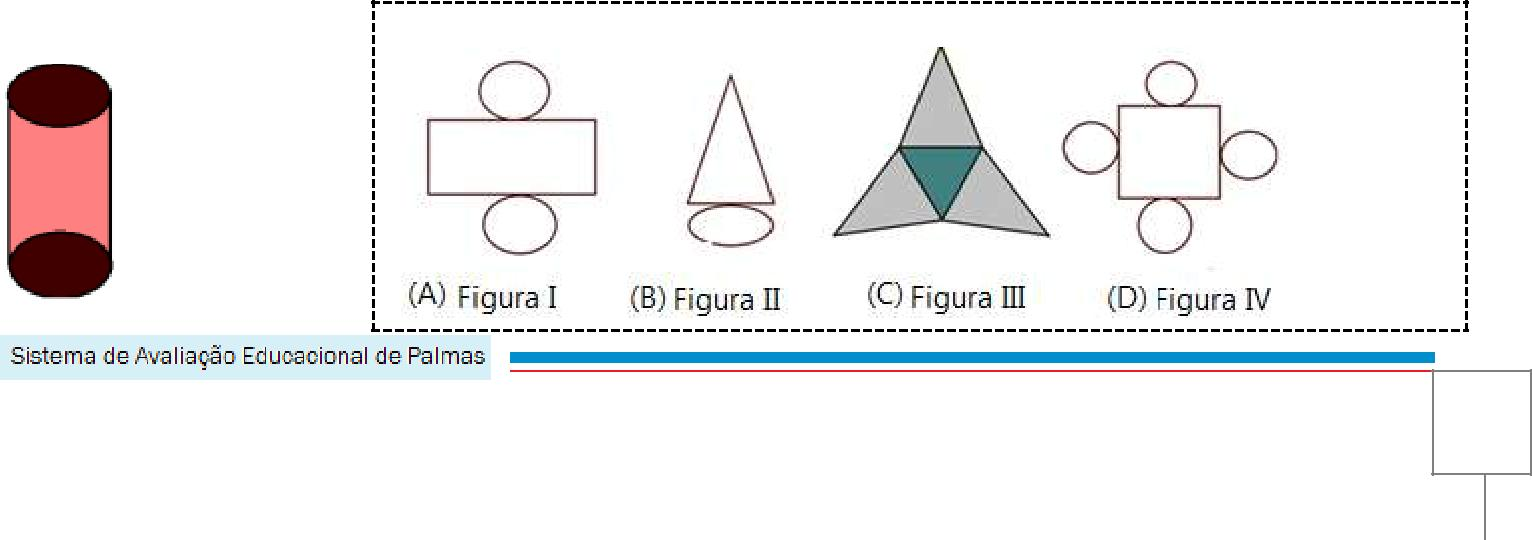 (A) Figura I (B) Figura II (C) Figura III (D) Figura IV
Sistema de Avaliação Educacional de Palmas